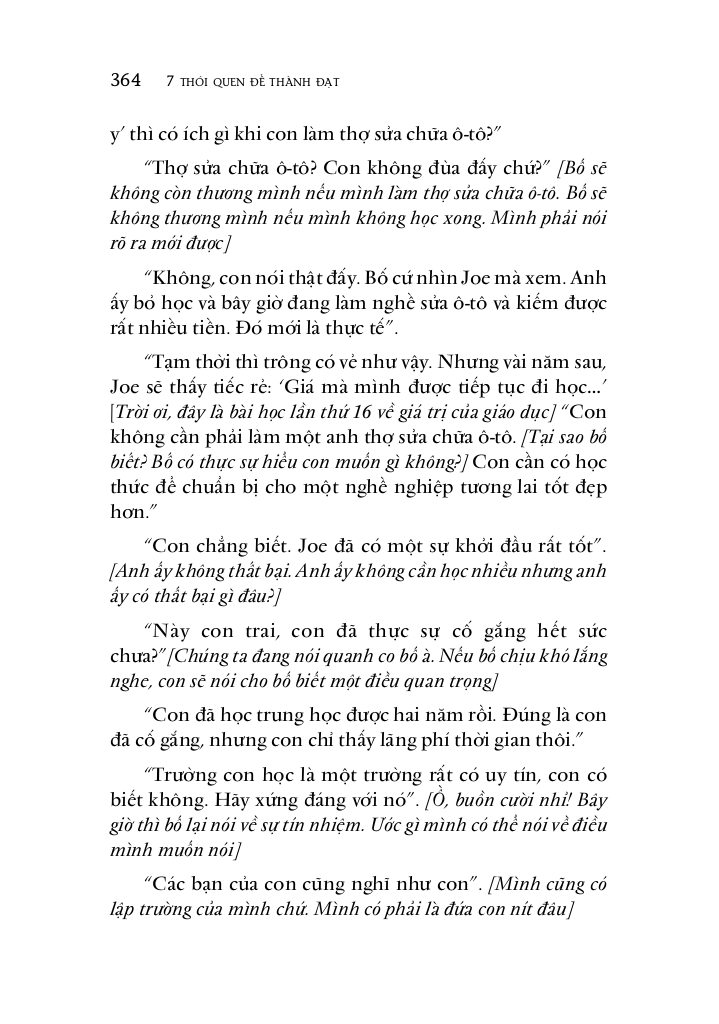 364 7 THÓI QUEN ĐỂ THÀNH ĐẠT
y’ thì có ích gì khi con làm thợ sửa chữa ô-tô?”
“Thợ sửa chữa ô-tô? Con không đùa đấy chứ?” [Bố sẽ
không còn thương mình nếu mình làm thợ sửa chữa ô-tô. Bố sẽ
không thương mình nếu mình không học xong. Mình phải nói
rõ ra mới được]
“Không, con nói thật đấy. Bố cứ nhìn Joe mà xem. Anh
ấy bỏ học và bây giờ đang làm nghề sửa ô-tô và kiếm được
rất nhiều tiền. Đó mới là thực tế”.
“Tạm thời thì trông có vẻ như vậy. Nhưng vài năm sau,
Joe sẽ thấy tiếc rẻ: ‘Giá mà mình được tiếp tục đi học...’
[Trời ơi, đây là bài học lần thứ 16 về giá trị của giáo dục] “Con
không cần phải làm một anh thợ sửa chữa ô-tô. [Tại sao bố
biết? Bố có thực sự hiểu con muốn gì không?] Con cần có học
thức để chuẩn bị cho một nghề nghiệp tương lai tốt đẹp
hơn.”
“Con chẳng biết. Joe đã có một sự khởi đầu rất tốt”.
[Anh ấy không thất bại. Anh ấy không cần học nhiều nhưng anh
ấy có thất bại gì đâu?]
“Này con trai, con đã thực sự cố gắng hết sức
chưa?”[Chúng ta đang nói quanh co bố à. Nếu bố chịu khó lắng
nghe, con sẽ nói cho bố biết một điều quan trọng]
“Con đã học trung học được hai năm rồi. Đúng là con
đã cố gắng, nhưng con chỉ thấy lãng phí thời gian thôi.”
“Trường con học là một trường rất có uy tín, con có
biết không. Hãy xứng đáng với nó”. [Ồ, buồn cười nhỉ! Bây
giờ thì bố lại nói về sự tín nhiệm. Ước gì mình có thể nói về điều
mình muốn nói]
“Các bạn của con cũng nghĩ như con”. [Mình cũng có
lập trường của mình chứ. Mình có phải là đứa con nít đâu]